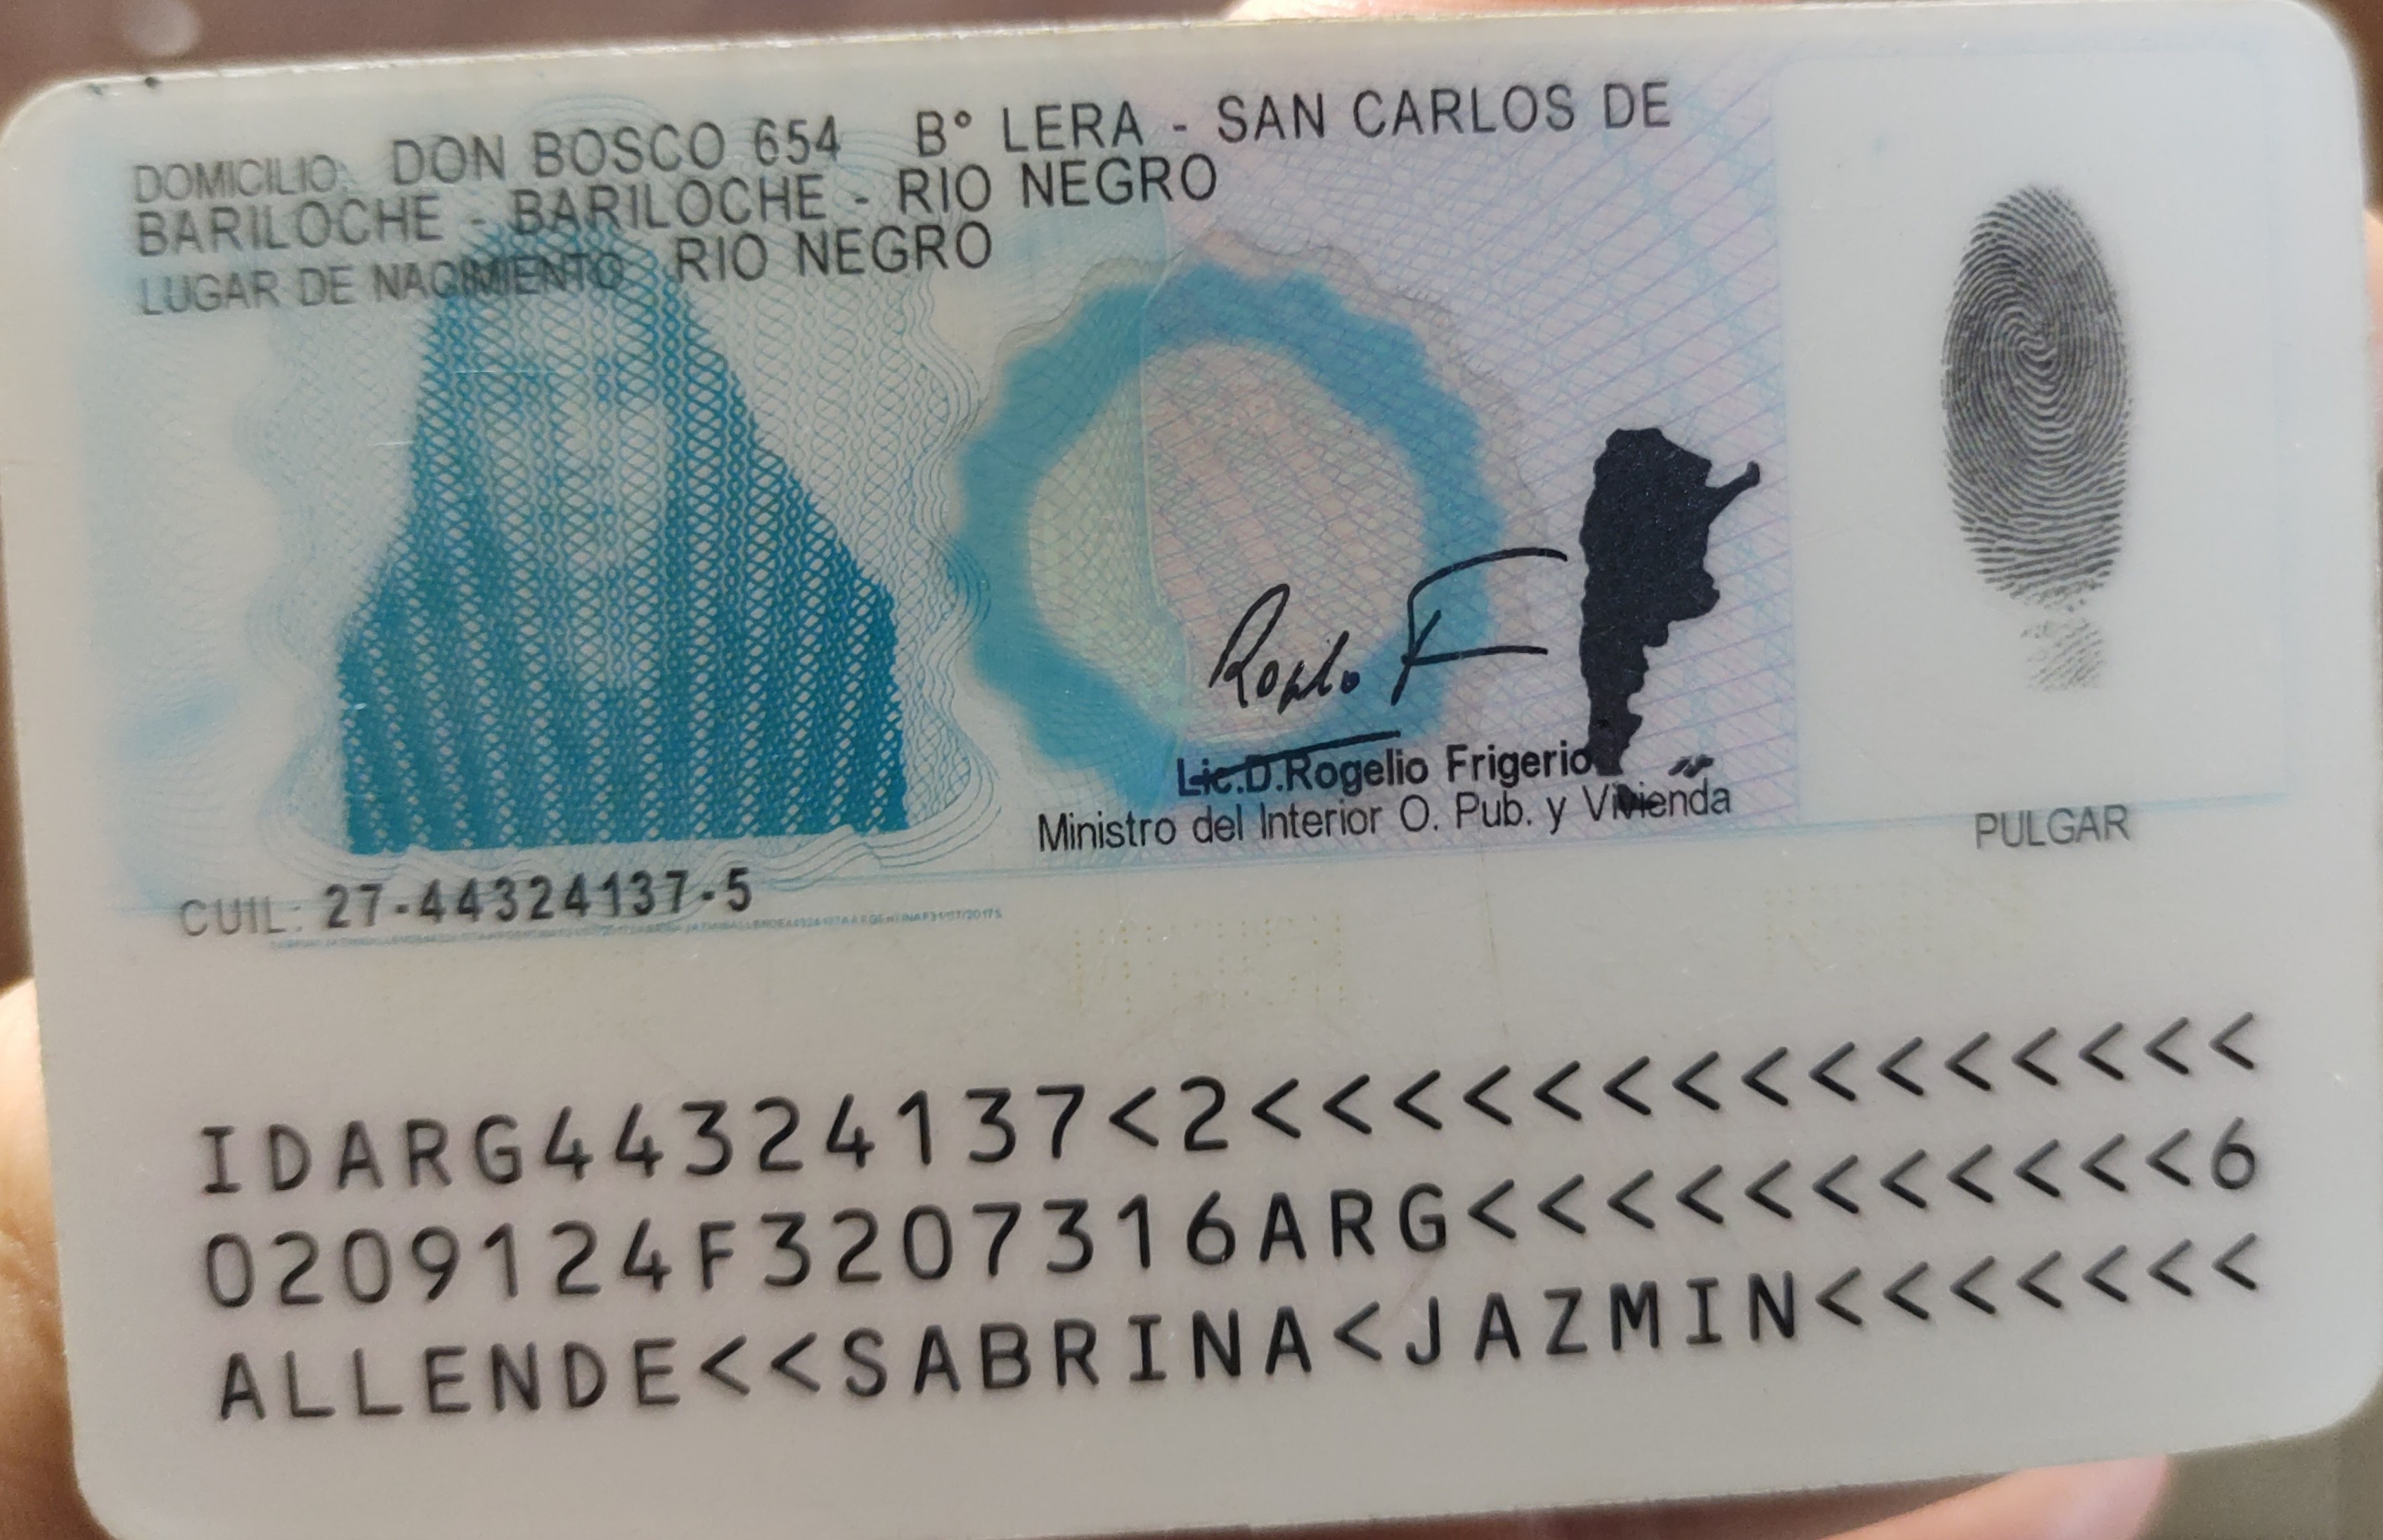 DOMICILIO: DON BOSCO 654 B° LERA - SAN CARLOS DE
BARILOCHE - BARILOCHE - RIO NEGRO
LUGAR DE NACIMIENTO RIO NEGRO
Lic.D.Rogelio Frigerio
Ministro del Interior O. Pub. y Vivienda
PULGAR
CUIL: 27-44324137-5
IDARG44324137<2<<<<<<<<<<<<<<<
0209124F3207316ARG<<<<<<<<<<<6
ALLENDE<<SABRINA<JAZMIN<<<<<<<